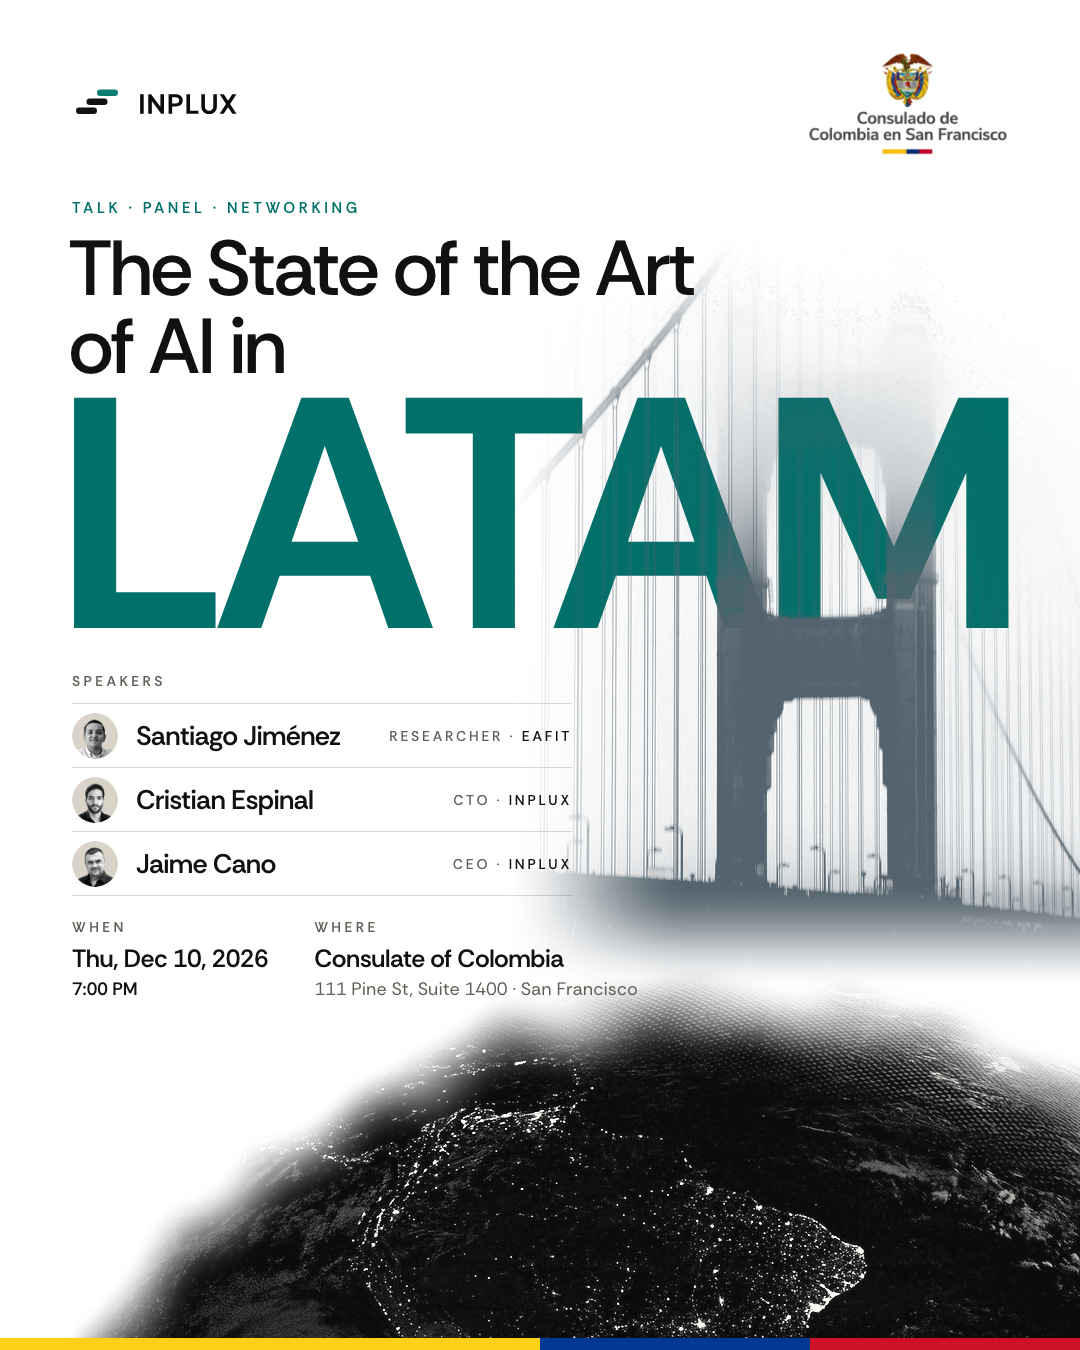 INPLUX
Consulado de
Colombia en San Francisco
TALK · PANEL · NETWORKING
The State of the Art
of AI in
LATAM
SPEAKERS
Santiago Jiménez RESEARCHER · EAFIT
Cristian Espinal CTO · INPLUX
Jaime Cano CEO · INPLUX
WHEN WHERE
Thu, Dec 10, 2026 Consulate of Colombia
7:00 PM 111 Pine St, Suite 1400 · San Francisco